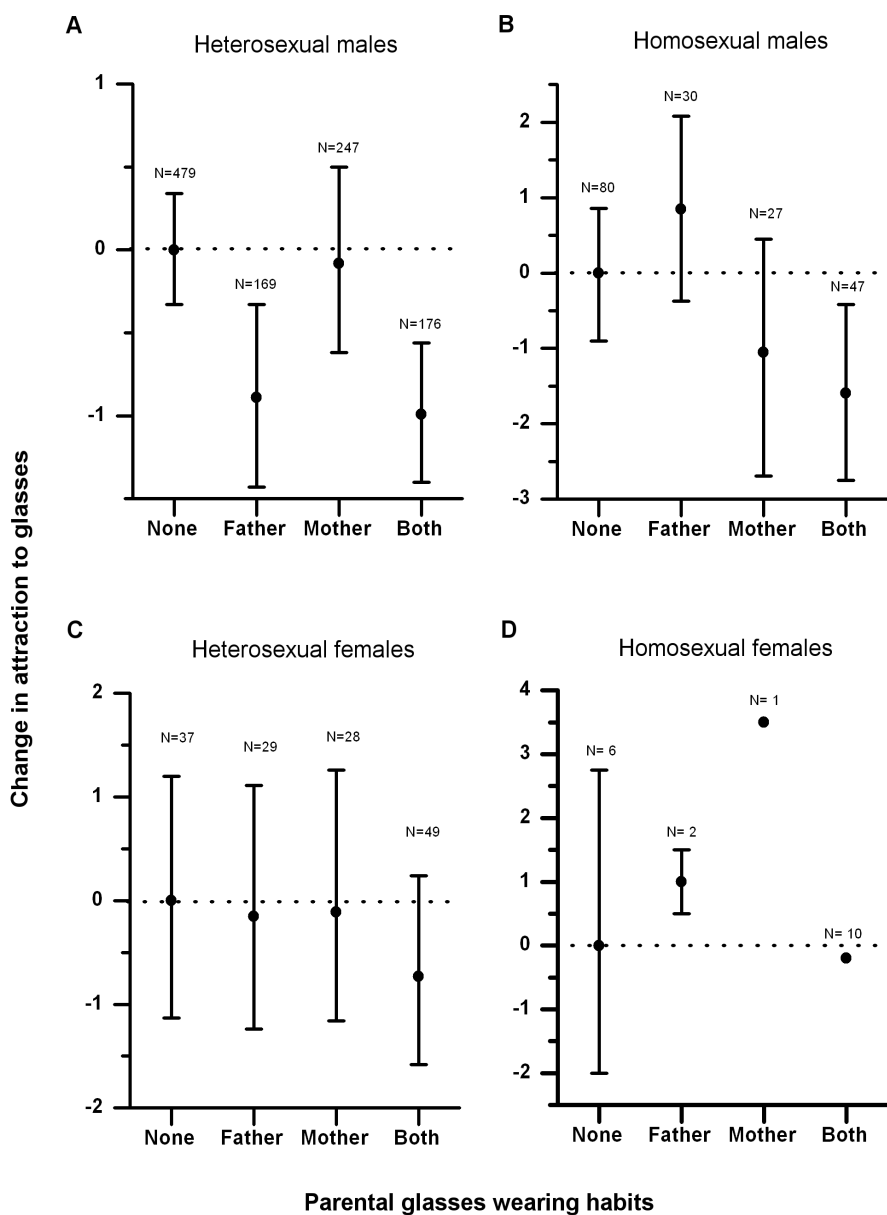 A
Heterosexual males
1
0
-1
N=479
N=169
N=247
N=176
None Father Mother Both
B
Homosexual males
2
1
0
-1
-2
-3
N=80
N=30
N=27
N=47
None Father Mother Both
Change in attraction to glasses
C
Heterosexual females
2
1
0
-1
-2
N=37
N=29
N=28
N=49
None Father Mother Both
D
Homosexual females
4
3
2
1
0
-1
-2
N= 6
N= 2
N= 1
N= 10
None Father Mother Both
Parental glasses wearing habits